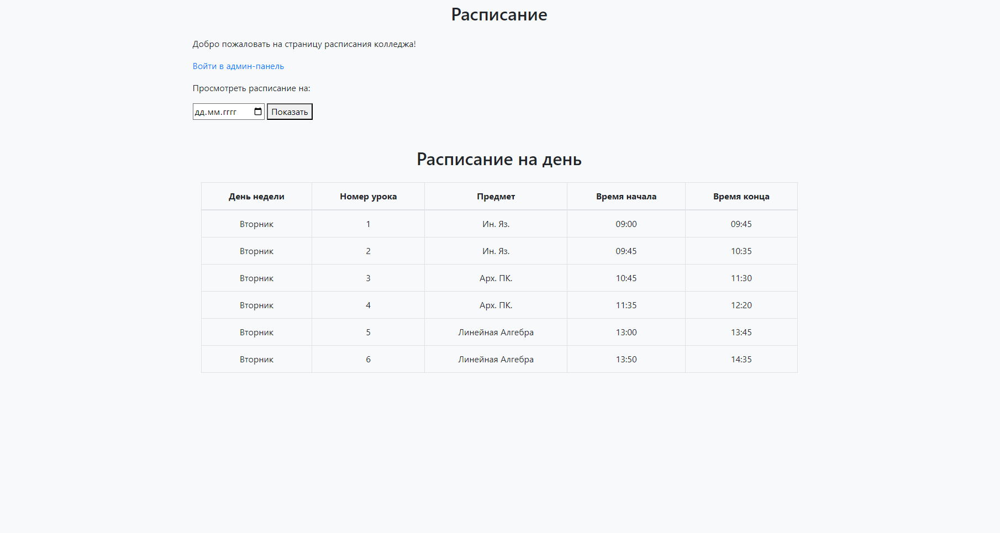 Расписание
Добро пожаловать на страницу расписания колледжа!
Войти в админ-панель
Просмотреть расписание на:
дд.мм.гггг Показать
Расписание на день
День недели Номер урока Предмет Время начала Время конца
Вторник 1 Ин. Яз. 09:00 09:45
Вторник 2 Ин. Яз. 09:45 10:35
Вторник 3 Арх. ПК. 10:45 11:30
Вторник 4 Арх. ПК. 11:35 12:20
Вторник 5 Линейная Алгебра 13:00 13:45
Вторник 6 Линейная Алгебра 13:50 14:35